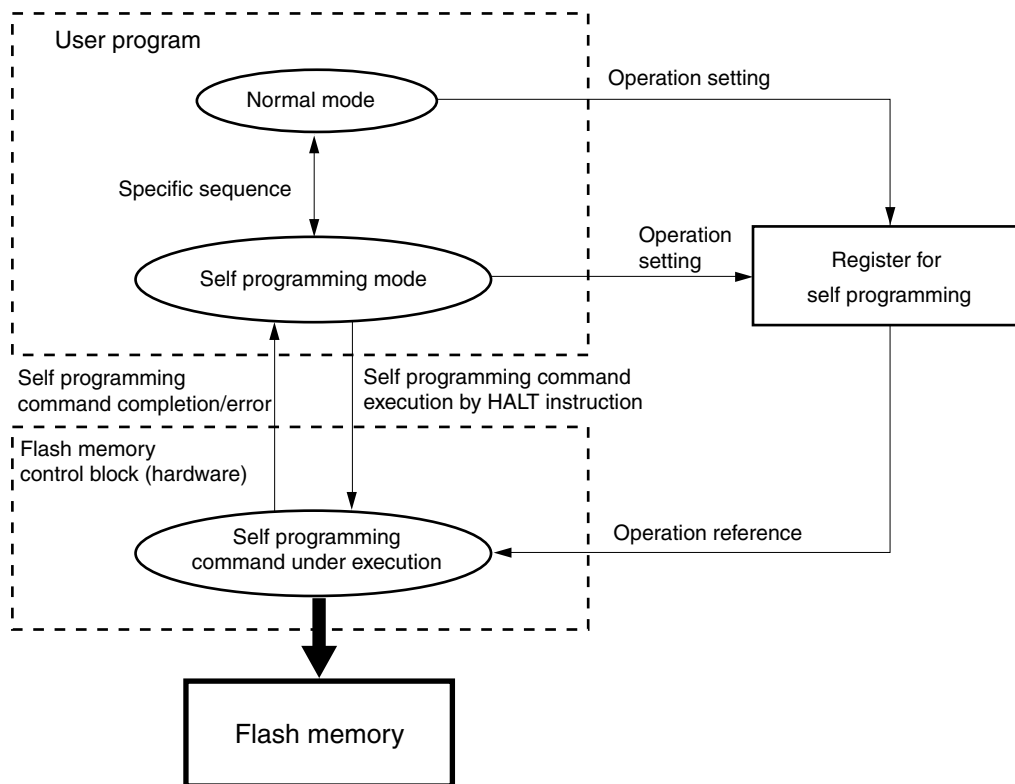 User program
Normal mode
Operation setting
Specific sequence
Self programming mode
Operation
setting
Register for
self programming
Self programming
command completion/error
Self programming command
execution by HALT instruction
Flash memory
control block (hardware)
Self programming
command under execution
Operation reference
Flash memory